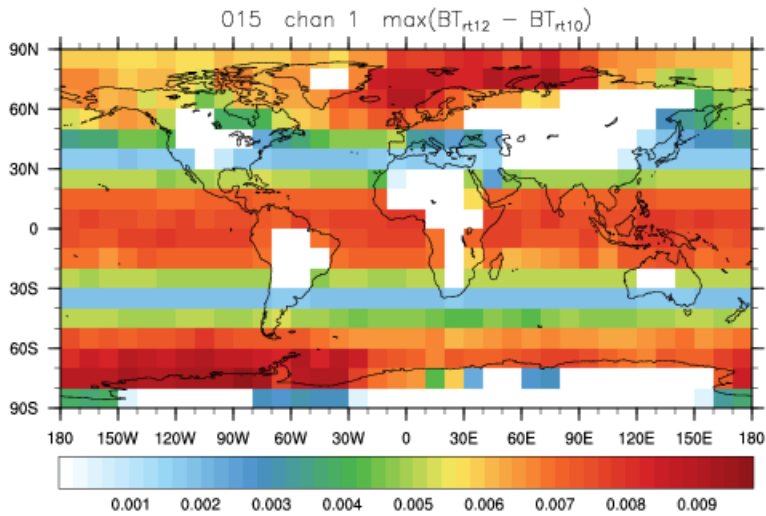 015 chan 1 max(BTrt12 − BTrt10)
90N
60N
30N
0
30S
60S
90S
180 150W 120W 90W 60W 30W 0 30E 60E 90E 120E 150E 180
0.001 0.002 0.003 0.004 0.005 0.006 0.007 0.008 0.009